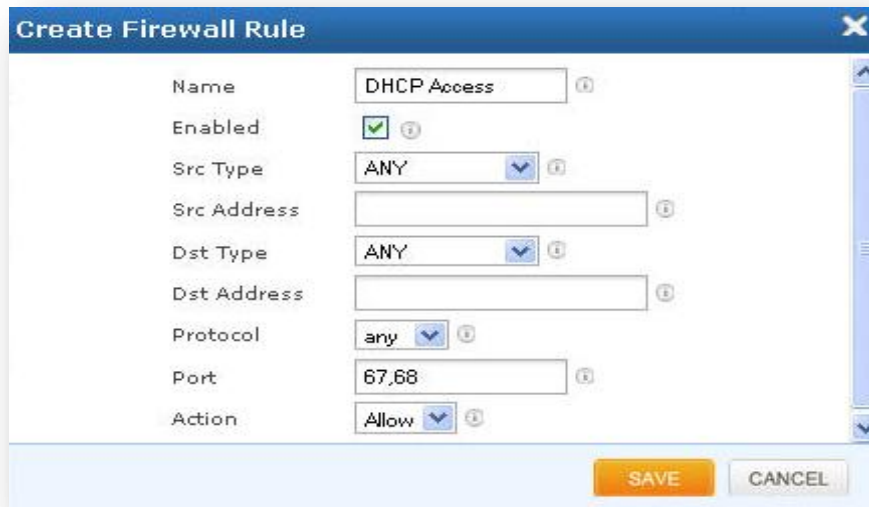 Create Firewall Rule
Name DHCP Access
Enabled
Src Type ANY
Src Address
Dst Type ANY
Dst Address
Protocol any
Port 67,68
Action Allow
SAVE CANCEL